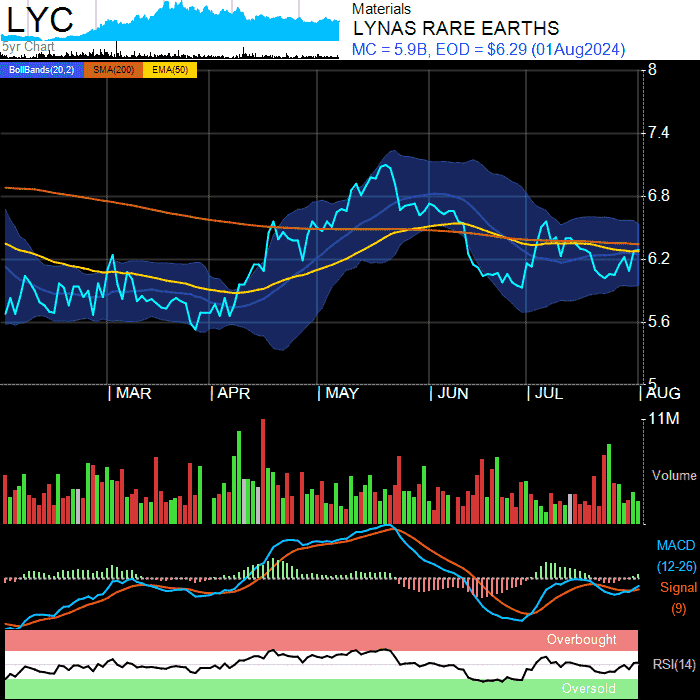 LYC
5yr Chart
Materials
LYNAS RARE EARTHS
MC = 5.9B, EOD = $6.29 (01Aug2024)
BollBands(20,2) SMA(200) EMA(50)
8
7.4
6.8
6.2
5.6
5
MAR APR MAY JUN JUL AUG
11M
Volume
MACD
(12-26)
Signal
(9)
Overbought
RSI(14)
Oversold